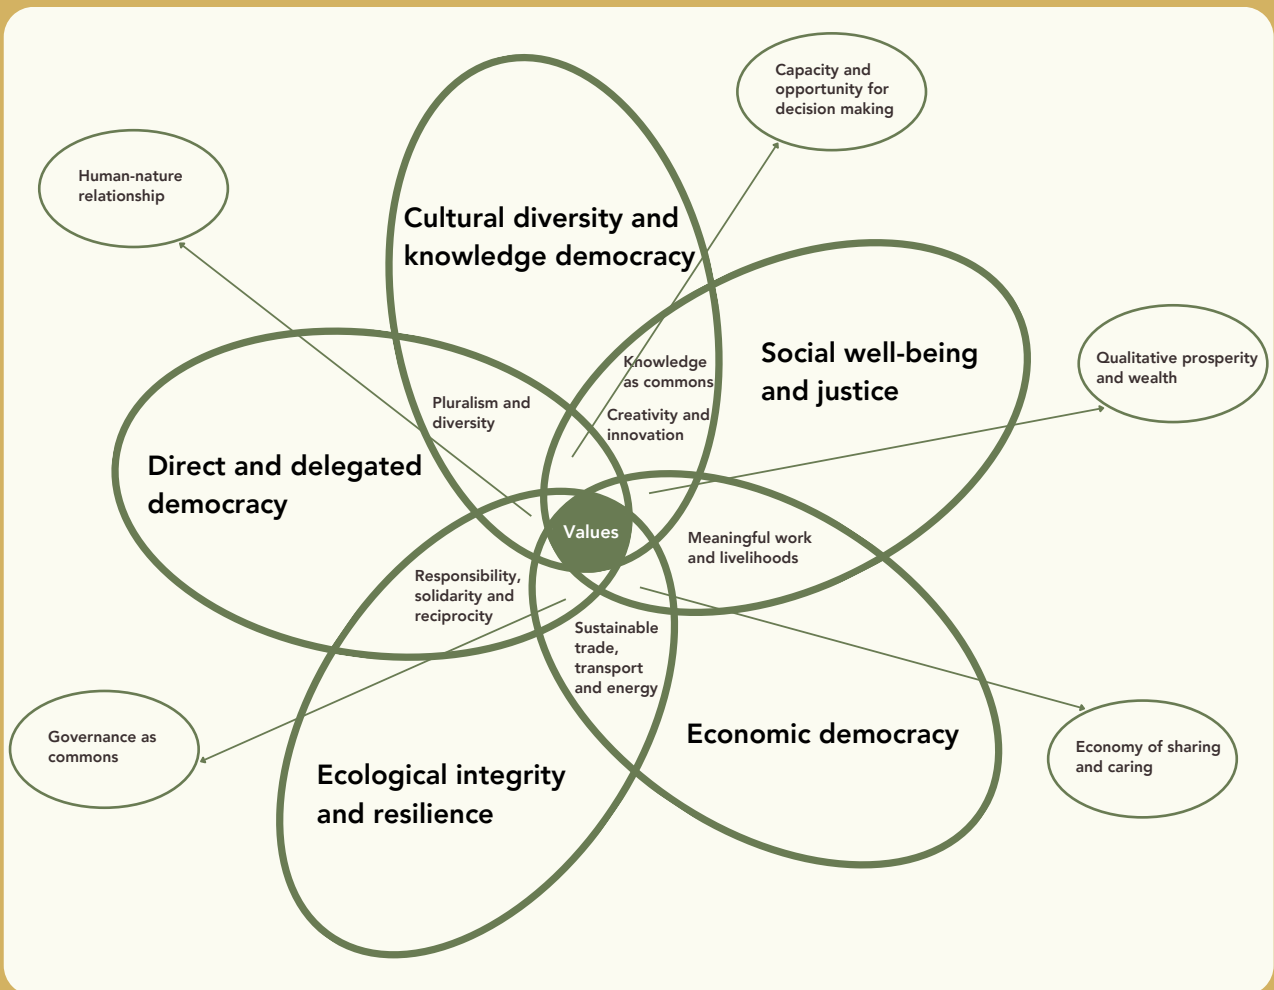 Capacity and
opportunity for
decision making
Human-nature
relationship
Cultural diversity and
knowledge democracy
Social well-being
and justice
Qualitative prosperity
and wealth
Knowledge
as commons
Creativity and
innovation
Pluralism and
diversity
Direct and delegated
democracy
Values
Meaningful work
and livelihoods
Responsibility,
solidarity and
reciprocity
Sustainable
trade,
transport
and energy
Governance as
commons
Economic democracy
Economy of sharing
and caring
Ecological integrity
and resilience